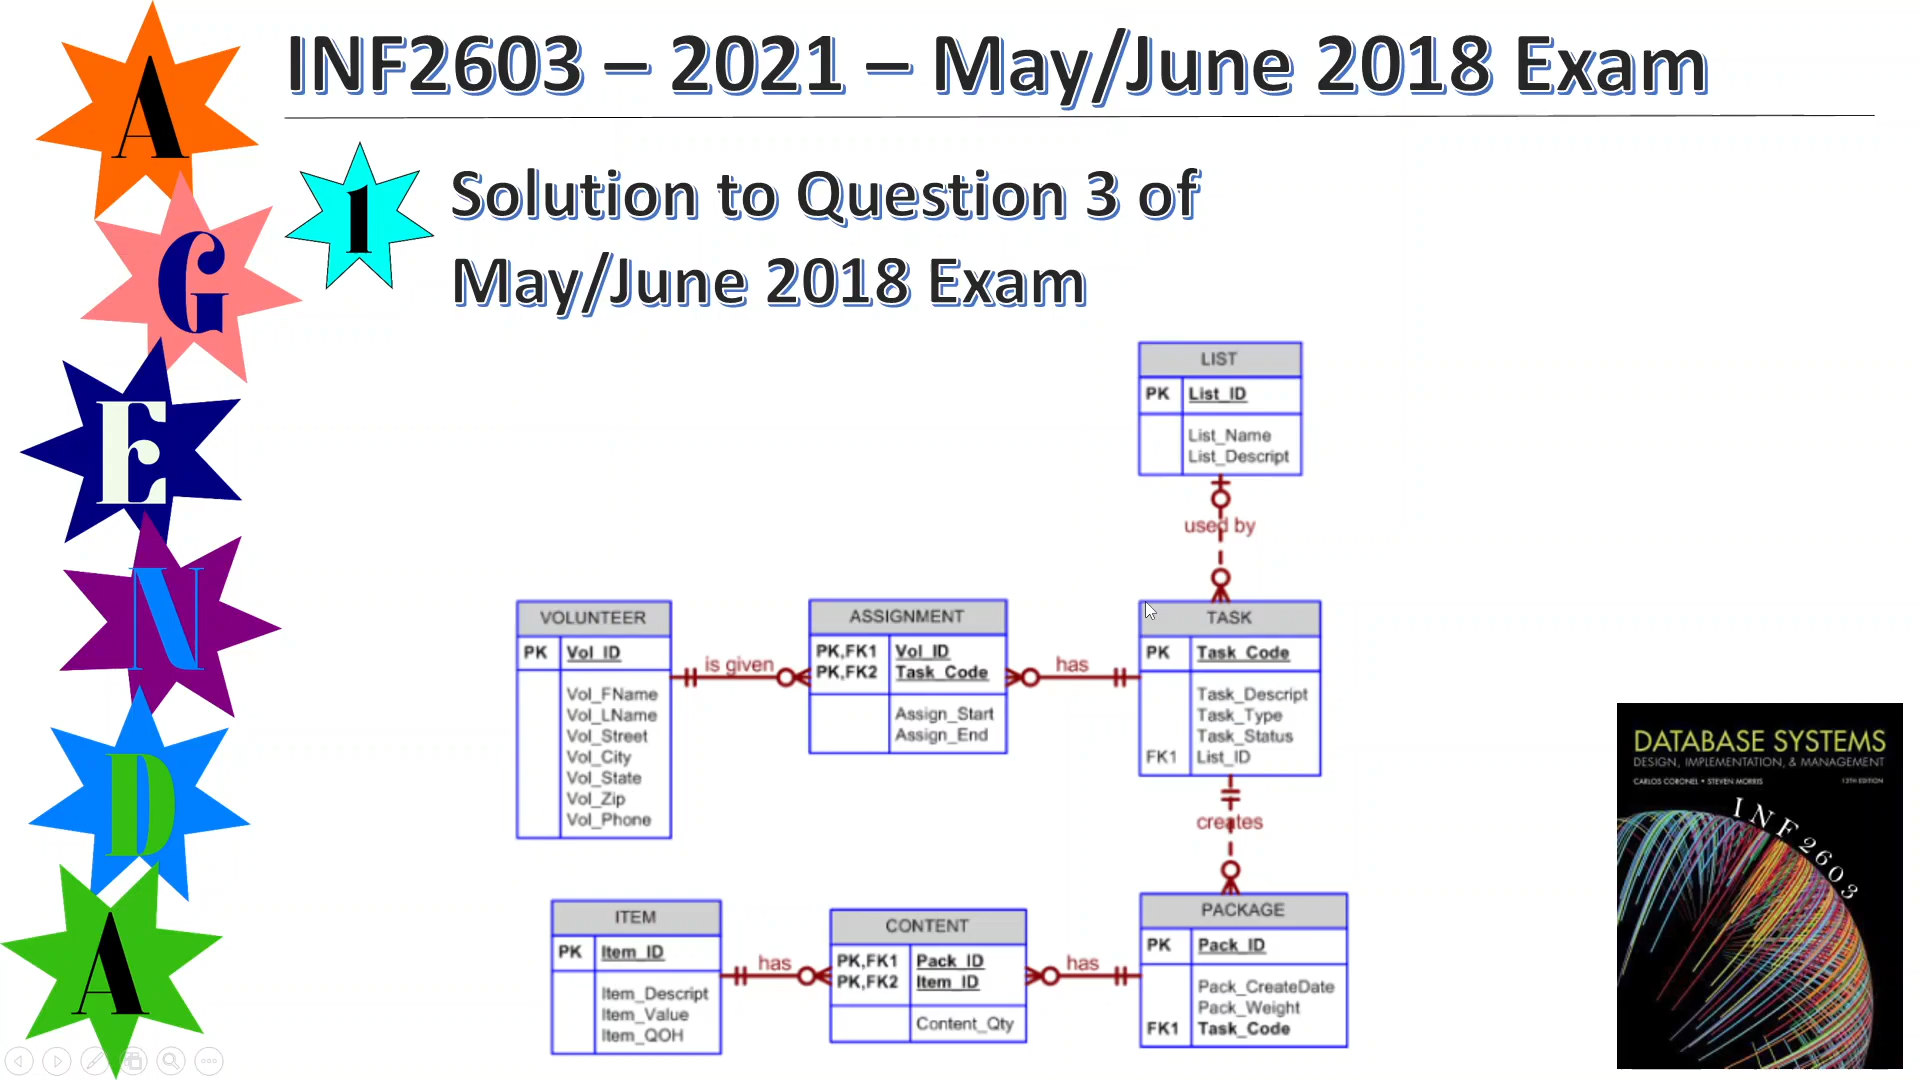 INF2603 – 2021 – May/June 2018 Exam
A
G
E
N
D
A
1
Solution to Question 3 of
May/June 2018 Exam
LIST
PK List_ID
List_Name
List_Descript
used by
VOLUNTEER
PK Vol_ID
Vol_FName
Vol_LName
Vol_Street
Vol_City
Vol_State
Vol_Zip
Vol_Phone
is given
ASSIGNMENT
PK,FK1 Vol_ID
PK,FK2 Task_Code
Assign_Start
Assign_End
has
TASK
PK Task_Code
Task_Descript
Task_Type
Task_Status
FK1 List_ID
creates
ITEM
PK Item_ID
Item_Descript
Item_Value
Item_QOH
has
CONTENT
PK,FK1 Pack_ID
PK,FK2 Item_ID
Content_Qty
has
PACKAGE
PK Pack_ID
Pack_CreateDate
Pack_Weight
FK1 Task_Code
DATABASE SYSTEMS
DESIGN, IMPLEMENTATION, & MANAGEMENT
CARLOS CORONEL • STEVEN MORRIS 13TH EDITION
INF2603